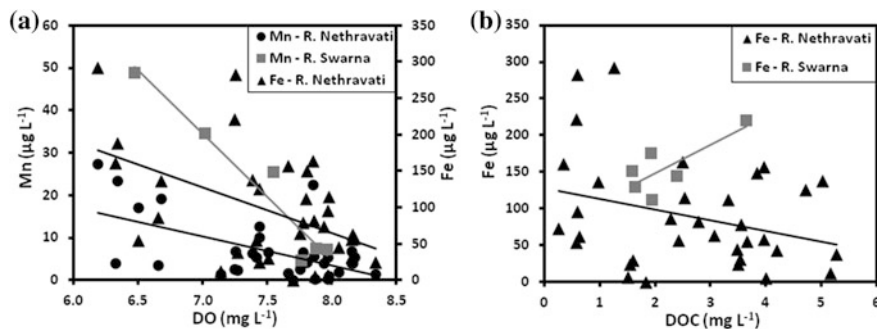 (a)
Mn (µg L-1)
60
50
40
30
20
10
0
6.0 6.5 7.0 7.5 8.0 8.5
DO (mg L-1)
Mn - R. Nethravati
Mn - R. Swarna
Fe - R. Nethravati
350
300
250
200
150
100
50
0
Fe (µg L-1)
(b)
Fe (µg L-1)
350
300
250
200
150
100
50
0
0 1 2 3 4 5 6
DOC (mg L-1)
Fe - R. Nethravati
Fe - R. Swarna